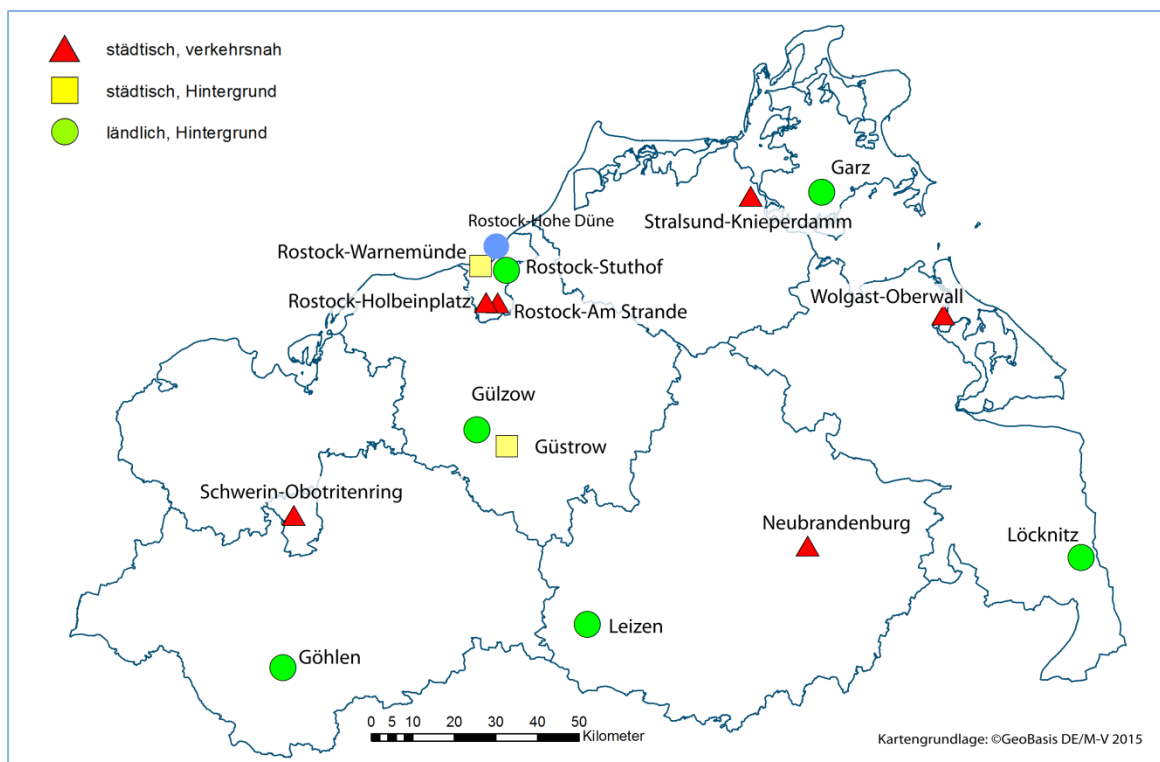 städtisch, verkehrsnah
städtisch, Hintergrund
ländlich, Hintergrund
Garz
Stralsund-Knieperdamm
Rostock-Hohe Düne
Rostock-Warnemünde
Rostock-Stuthof
Rostock-Holbeinplatz
Rostock-Am Strande
Wolgast-Oberwall
Gülzow
Güstrow
Schwerin-Obotritenring
Neubrandenburg
Löcknitz
Leizen
Göhlen
0 5 10 20 30 40 50
Kilometer
Kartengrundlage: ©GeoBasis DE/M-V 2015